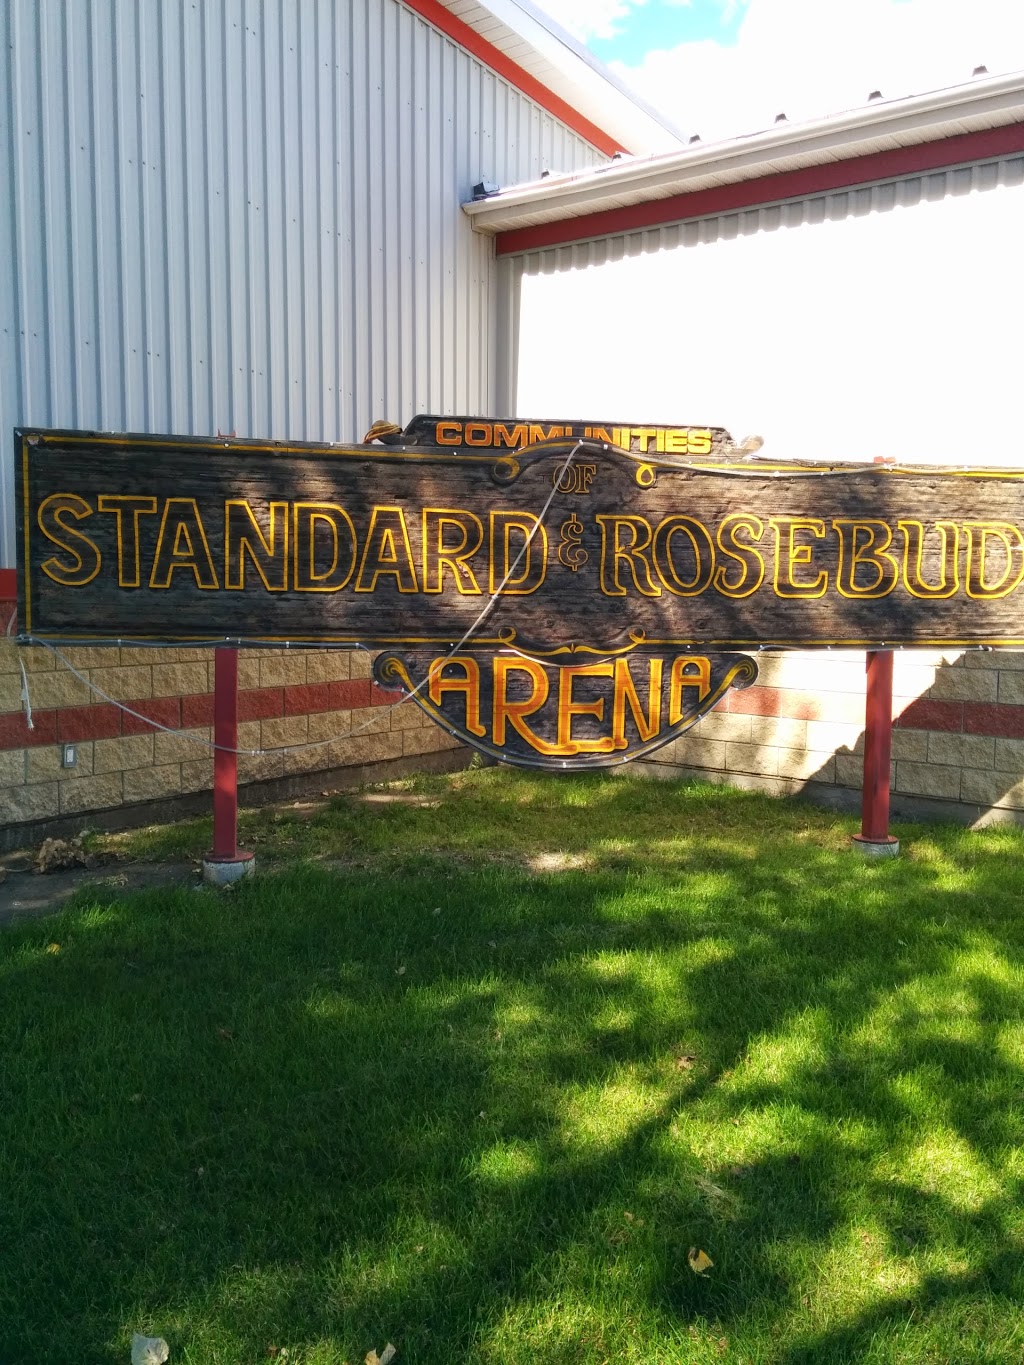 COMMUNITIES
OF
STANDARD & ROSEBUD
ARENA